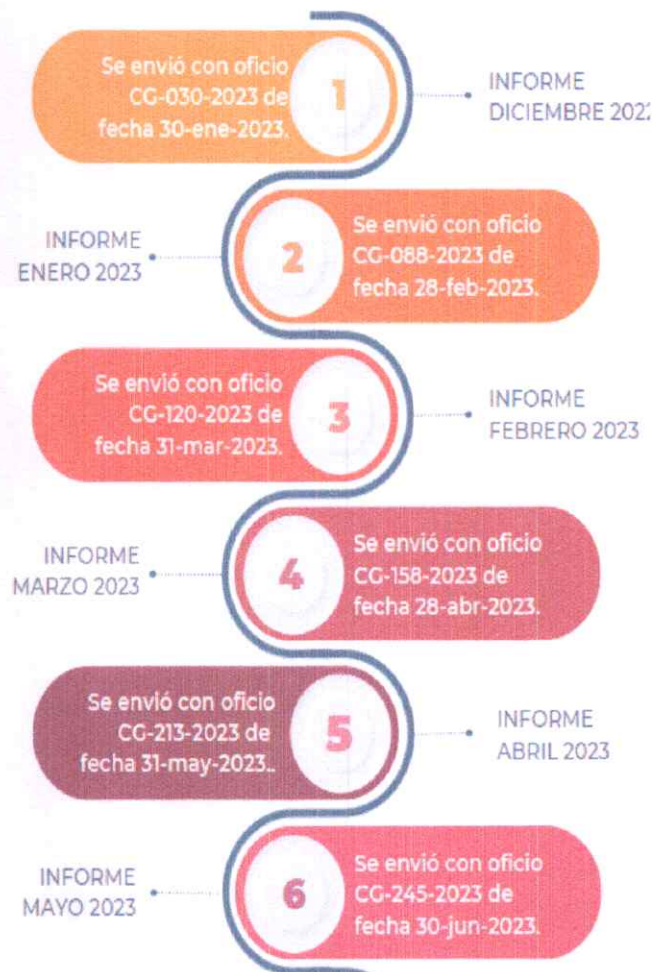 Se envió con oficio
CG-030-2023 de
fecha 30-ene-2023.
1
INFORME
DICIEMBRE 202
INFORME
ENERO 2023
2
Se envió con oficio
CG-088-2023 de
fecha 28-feb-2023.
Se envió con oficio
CG-120-2023 de
fecha 31-mar-2023.
3
INFORME
FEBRERO 2023
INFORME
MARZO 2023
4
Se envió con oficio
CG-158-2023 de
fecha 28-abr-2023.
Se envió con oficio
CG-213-2023 de
fecha 31-may-2023..
5
INFORME
ABRIL 2023
INFORME
MAYO 2023
6
Se envió con oficio
CG-245-2023 de
fecha 30-jun-2023.